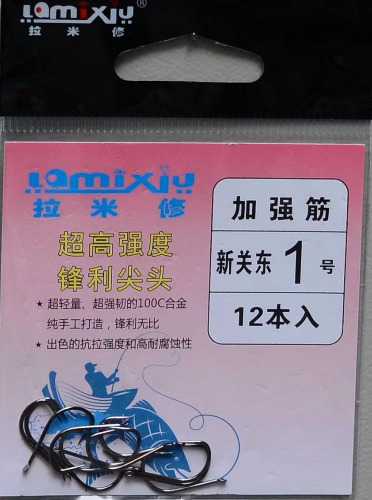 Lamixiu®
拉米修
Lamixiu
拉米修
超高强度
锋利尖头
★ 超轻量、超强韧的100C合金
纯手工打造，锋利无比
★ 出色的抗拉强度和高耐腐蚀性
加强筋
新关东 1 号
12本入